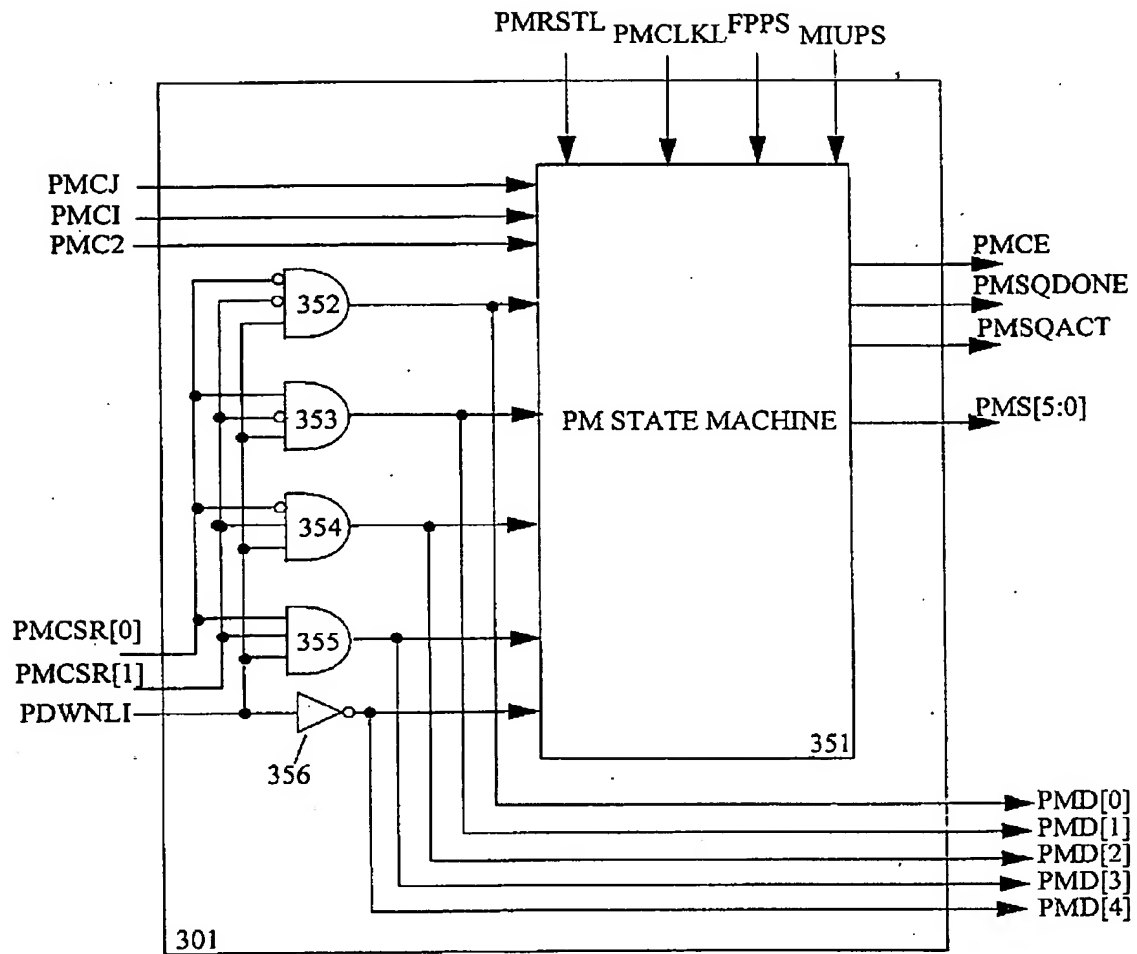 PMRSTL
PMCLKL
FPPS
MIUPS
PMCJ
PMCI
PMC2
352
353
354
355
356
PMCSR[0]
PMCSR[1]
PDWNLI
PM STATE MACHINE
351
PMCE
PMSQDONE
PMSQACT
PMS[5:0]
PMD[0]
PMD[1]
PMD[2]
PMD[3]
PMD[4]
301